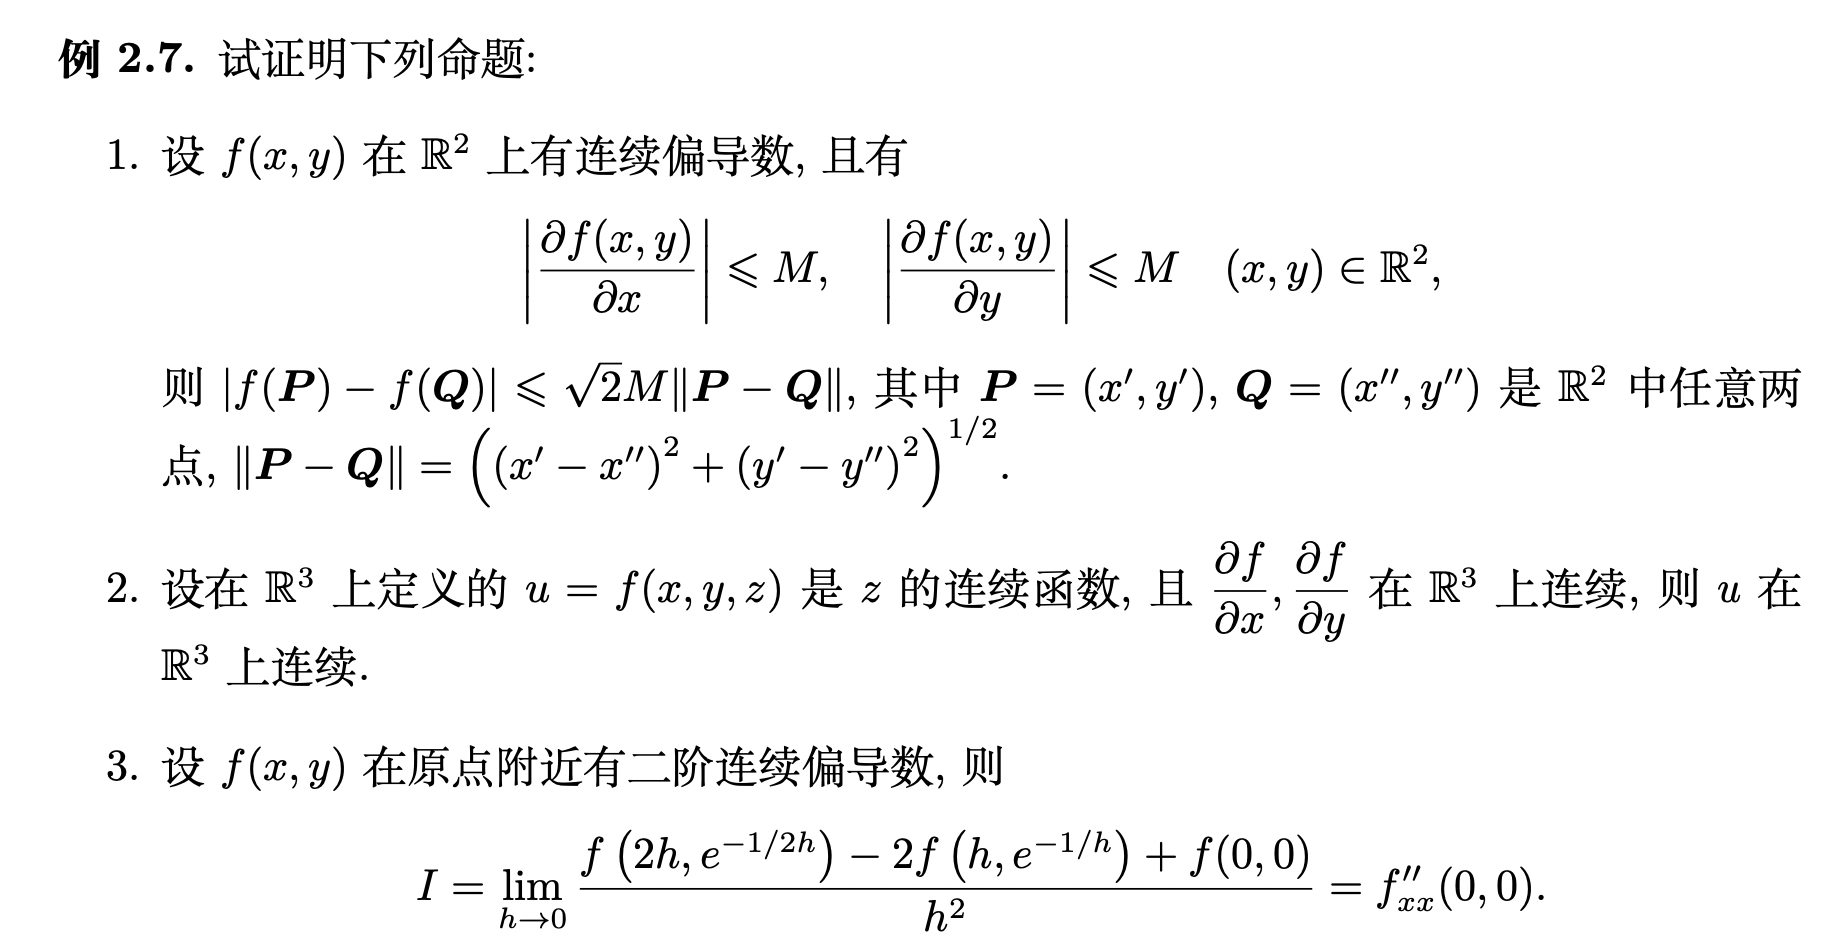 例 2.7. 试证明下列命题:
1. 设 $f(x, y)$ 在 $\mathbb{R}^2$ 上有连续偏导数, 且有
$$\left|\frac{\partial f(x, y)}{\partial x}\right| \leqslant M, \quad \left|\frac{\partial f(x, y)}{\partial y}\right| \leqslant M \quad (x, y) \in \mathbb{R}^2,$$
则 $|f(\boldsymbol{P}) - f(\boldsymbol{Q})| \leqslant \sqrt{2}M\|\boldsymbol{P} - \boldsymbol{Q}\|$, 其中 $\boldsymbol{P} = (x', y'), \boldsymbol{Q} = (x'', y'')$ 是 $\mathbb{R}^2$ 中任意两
点, $\|\boldsymbol{P} - \boldsymbol{Q}\| = \left((x' - x'')^2 + (y' - y'')^2\right)^{1/2}$.
2. 设在 $\mathbb{R}^3$ 上定义的 $u = f(x, y, z)$ 是 $z$ 的连续函数, 且 $\frac{\partial f}{\partial x}, \frac{\partial f}{\partial y}$ 在 $\mathbb{R}^3$ 上连续, 则 $u$ 在
$\mathbb{R}^3$ 上连续.
3. 设 $f(x, y)$ 在原点附近有二阶连续偏导数, 则
$$I = \lim_{h \to 0} \frac{f\left(2h, e^{-1/2h}\right) - 2f\left(h, e^{-1/h}\right) + f(0, 0)}{h^2} = f''_{xx}(0, 0).$$